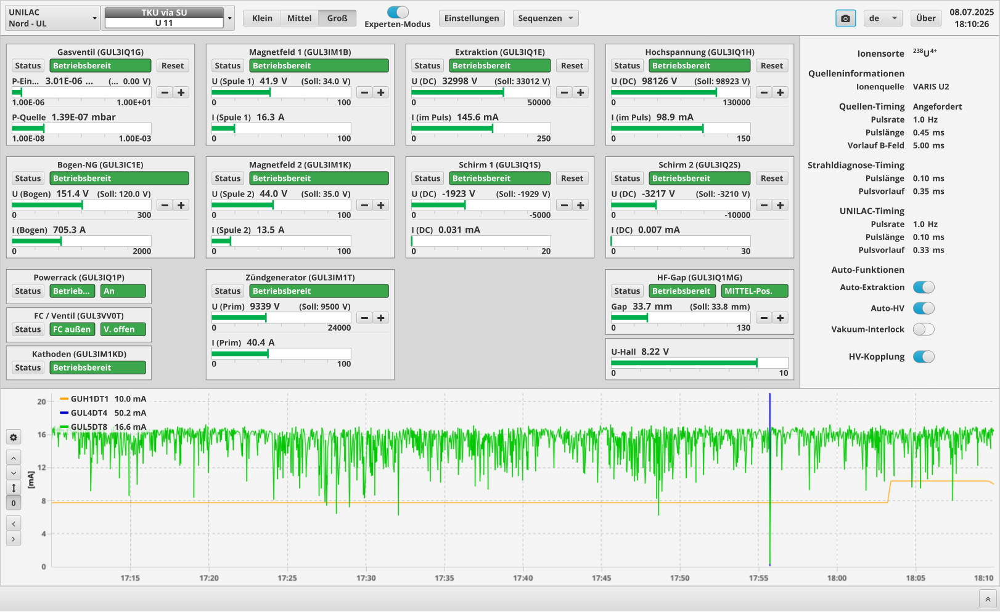 UNILAC
Nord - UL
TKU via SU
U 11
Klein Mittel Groß
Experten-Modus
Einstellungen
Sequenzen
de
Über
08.07.2025
18:10:26
Gasventil (GUL3IQ1G)
Status Betriebsbereit Reset
P-Ein... 3.01E-06 ... (... 0.00 V)
1.00E-06 1.00E+01
P-Quelle 1.39E-07 mbar
1.00E-08 1.00E-03
Magnetfeld 1 (GUL3IM1B)
Status Betriebsbereit
U (Spule 1) 41.9 V (Soll: 34.0 V)
0 100
I (Spule 1) 16.3 A
0 100
Extraktion (GUL3IQ1E)
Status Betriebsbereit Reset
U (DC) 32998 V (Soll: 33012 V)
0 50000
I (im Puls) 145.6 mA
0 250
Hochspannung (GUL3IQ1H)
Status Betriebsbereit Reset
U (DC) 98126 V (Soll: 98923 V)
0 130000
I (im Puls) 98.9 mA
0 150
Bogen-NG (GUL3IC1E)
Status Betriebsbereit
U (Bogen) 151.4 V (Soll: 120.0 V)
0 300
I (Bogen) 705.3 A
0 2000
Magnetfeld 2 (GUL3IM1K)
Status Betriebsbereit
U (Spule 2) 44.0 V (Soll: 35.0 V)
0 100
I (Spule 2) 13.5 A
0 100
Schirm 1 (GUL3IQ1S)
Status Betriebsbereit Reset
U (DC) -1923 V (Soll: -1929 V)
0 -5000
I (DC) 0.031 mA
0 20
Schirm 2 (GUL3IQ2S)
Status Betriebsbereit Reset
U (DC) -3217 V (Soll: -3210 V)
0 -10000
I (DC) 0.007 mA
0 30
Powerrack (GUL3IQ1P)
Status Betrieb... An
FC / Ventil (GUL3VV0T)
Status FC außen V. offen
Kathoden (GUL3IM1KD)
Status Betriebsbereit
Zündgenerator (GUL3IM1T)
Status Betriebsbereit
U (Prim) 9339 V (Soll: 9500 V)
0 24000
I (Prim) 40.4 A
0 100
HF-Gap (GUL3IQ1MG)
Status Betriebsbereit MITTEL-Pos.
Gap 33.7 mm (Soll: 33.8 mm)
0 130
U-Hall 8.22 V
0 10
Ionensorte ²³⁸U⁴⁺
Quelleninformationen
Ionenquelle VARIS U2
Quellen-Timing Angefordert
Pulsrate 1.0 Hz
Pulslänge 0.45 ms
Vorlauf B-Feld 5.00 ms
Strahldiagnose-Timing
Pulslänge 0.10 ms
Pulsvorlauf 0.35 ms
UNILAC-Timing
Pulsrate 1.0 Hz
Pulslänge 0.10 ms
Pulsvorlauf 0.33 ms
Auto-Funktionen
Auto-Extraktion
Auto-HV
Vakuum-Interlock
HV-Kopplung
GUH1DT1 10.0 mA
GUL4DT4 50.2 mA
GUL5DT8 16.6 mA
[mA]
20
16
12
8
4
0
0
17:15 17:20 17:25 17:30 17:35 17:40 17:45 17:50 17:55 18:00 18:05 18:10